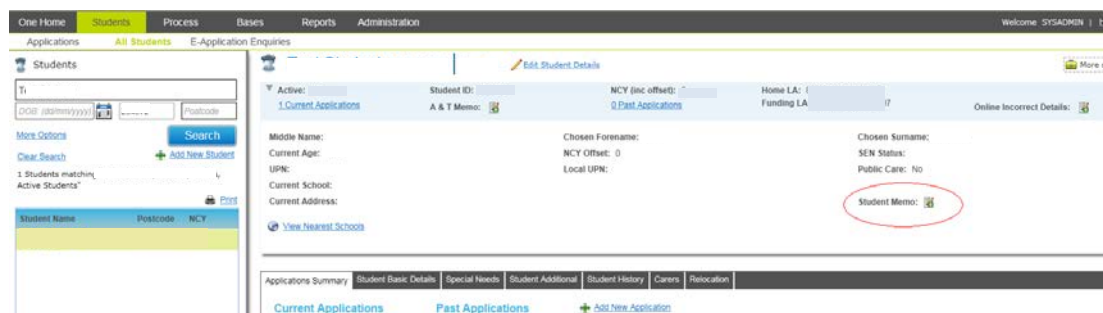 One Home Students Process Bases Reports Administration Welcome SYSADMIN |
Applications All Students E-Application Enquiries
Students
DOB (dd/mm/yyyy) Postcode
More Options Search
Clear Search Add New Student
1 Students matching
Active Students"
Print
Student Name Postcode NCY
Edit Student Details More
Active: Student ID: NCY (inc offset): Home LA:
1 Current Applications A & T Memo: 0 Past Applications Funding LA Online Incorrect Details:
Middle Name: Chosen Forename: Chosen Surname:
Current Age: NCY Offset: 0 SEN Status:
UPN: Local UPN: Public Care: No
Current School:
Current Address: Student Memo:
View Nearest Schools
Applications Summary Student Basic Details Special Needs Student Additional Student History Carers Relocation
Current Applications Past Applications Add New Application